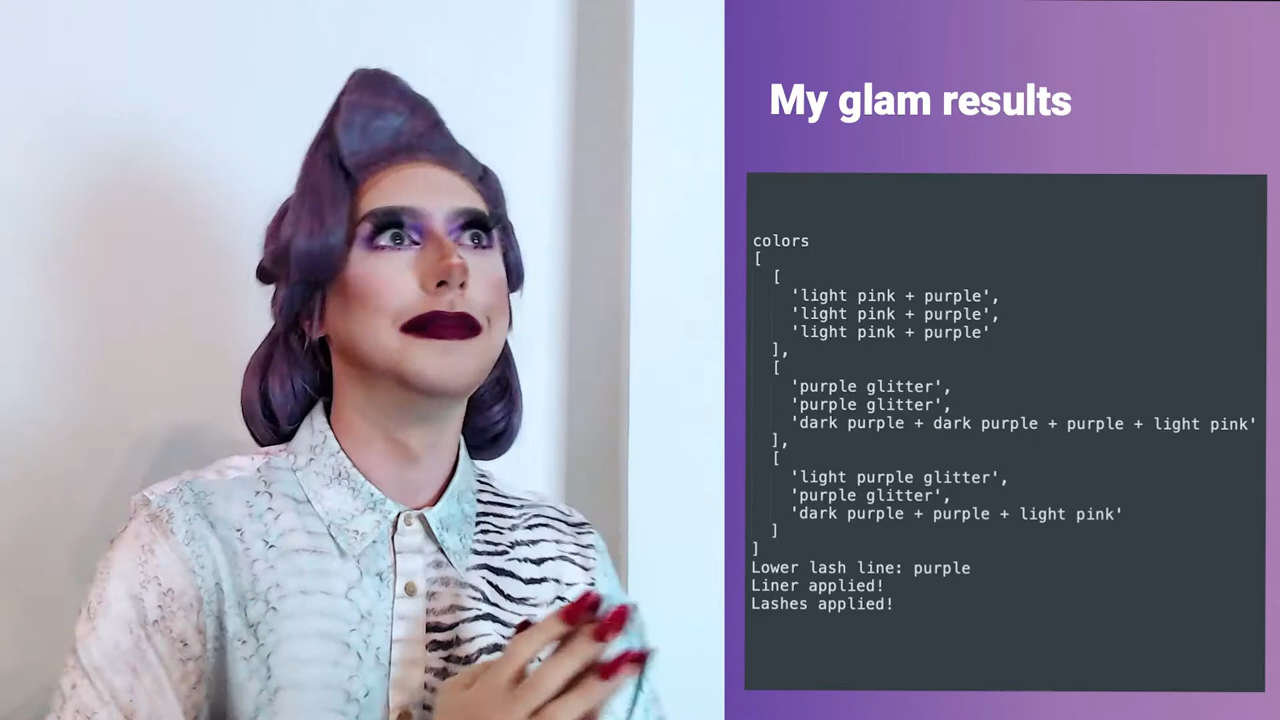 My glam results
colors
[
[
'light pink + purple',
'light pink + purple',
'light pink + purple'
],
[
'purple glitter',
'purple glitter',
'dark purple + dark purple + purple + light pink'
],
[
'light purple glitter',
'purple glitter',
'dark purple + purple + light pink'
]
]
Lower lash line: purple
Liner applied!
Lashes applied!